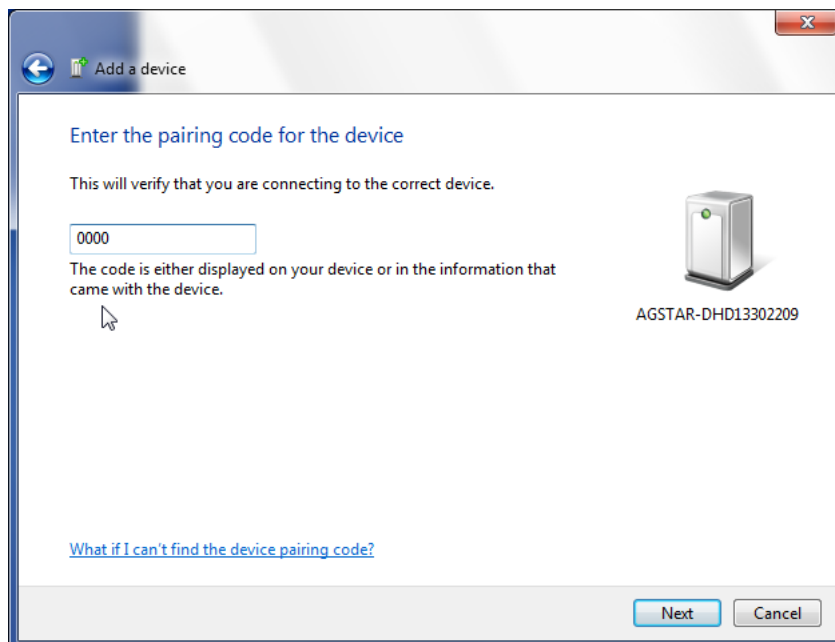 Add a device
Enter the pairing code for the device
This will verify that you are connecting to the correct device.
0000
The code is either displayed on your device or in the information that
came with the device.
AGSTAR-DHD13302209
What if I can't find the device pairing code?
Next
Cancel